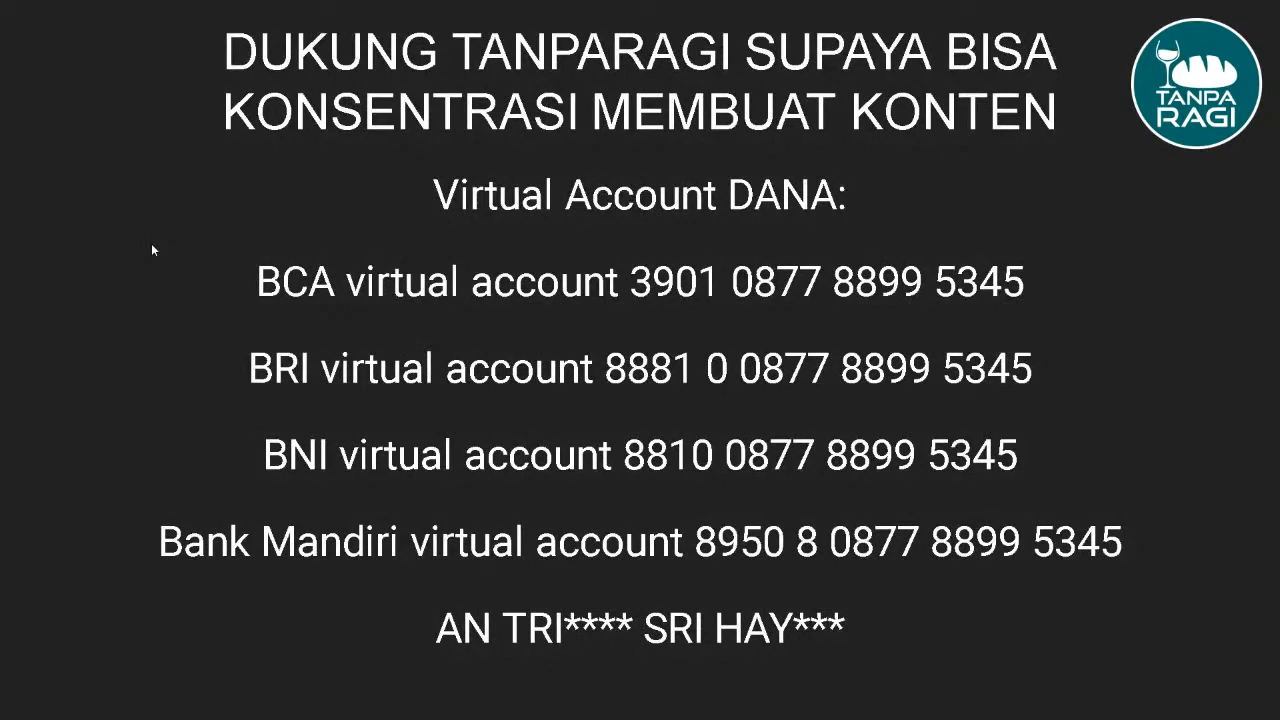 DUKUNG TANPARAGI SUPAYA BISA
KONSENTRASI MEMBUAT KONTEN
TANPA
RAGI
Virtual Account DANA:
BCA virtual account 3901 0877 8899 5345
BRI virtual account 8881 0 0877 8899 5345
BNI virtual account 8810 0877 8899 5345
Bank Mandiri virtual account 8950 8 0877 8899 5345
AN TRI**** SRI HAY***